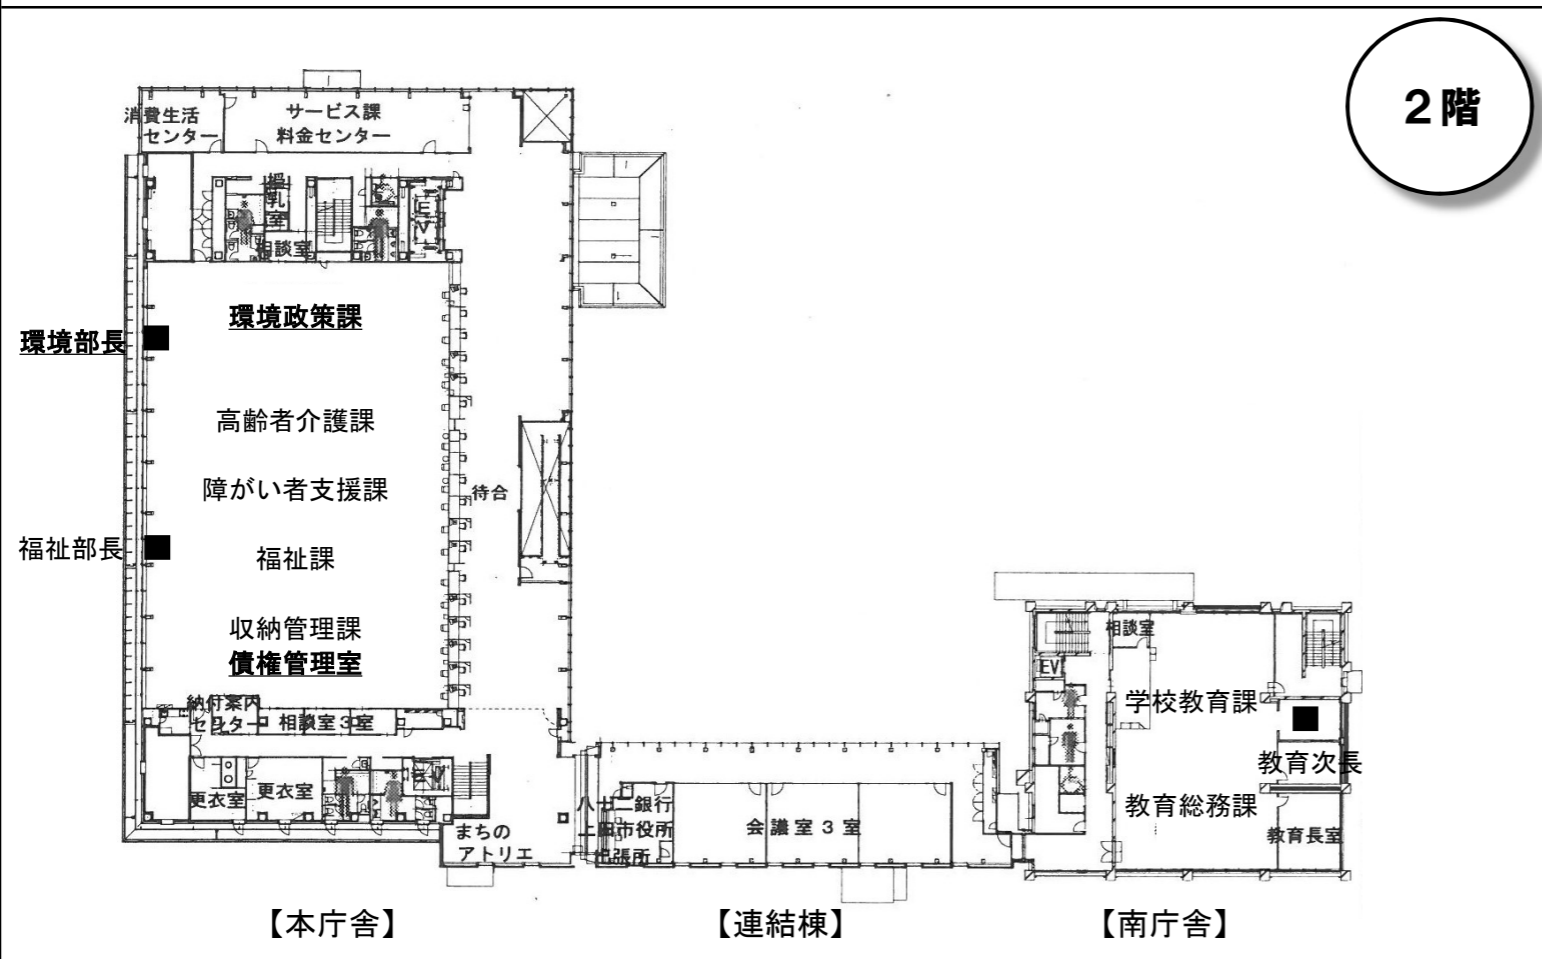 2階
消費生活
センター
サービス課
料金センター
授乳室
EV
相談室
環境政策課
環境部長
高齢者介護課
障がい者支援課
待合
福祉部長
福祉課
収納管理課
債権管理室
納付案内
センター
相談室3室
更衣室
更衣室
EV
まちの
アトリエ
八十二銀行
上田市役所
出張所
会議室3室
相談室
EV
学校教育課
教育次長
教育総務課
教育長室
【本庁舎】
【連結棟】
【南庁舎】